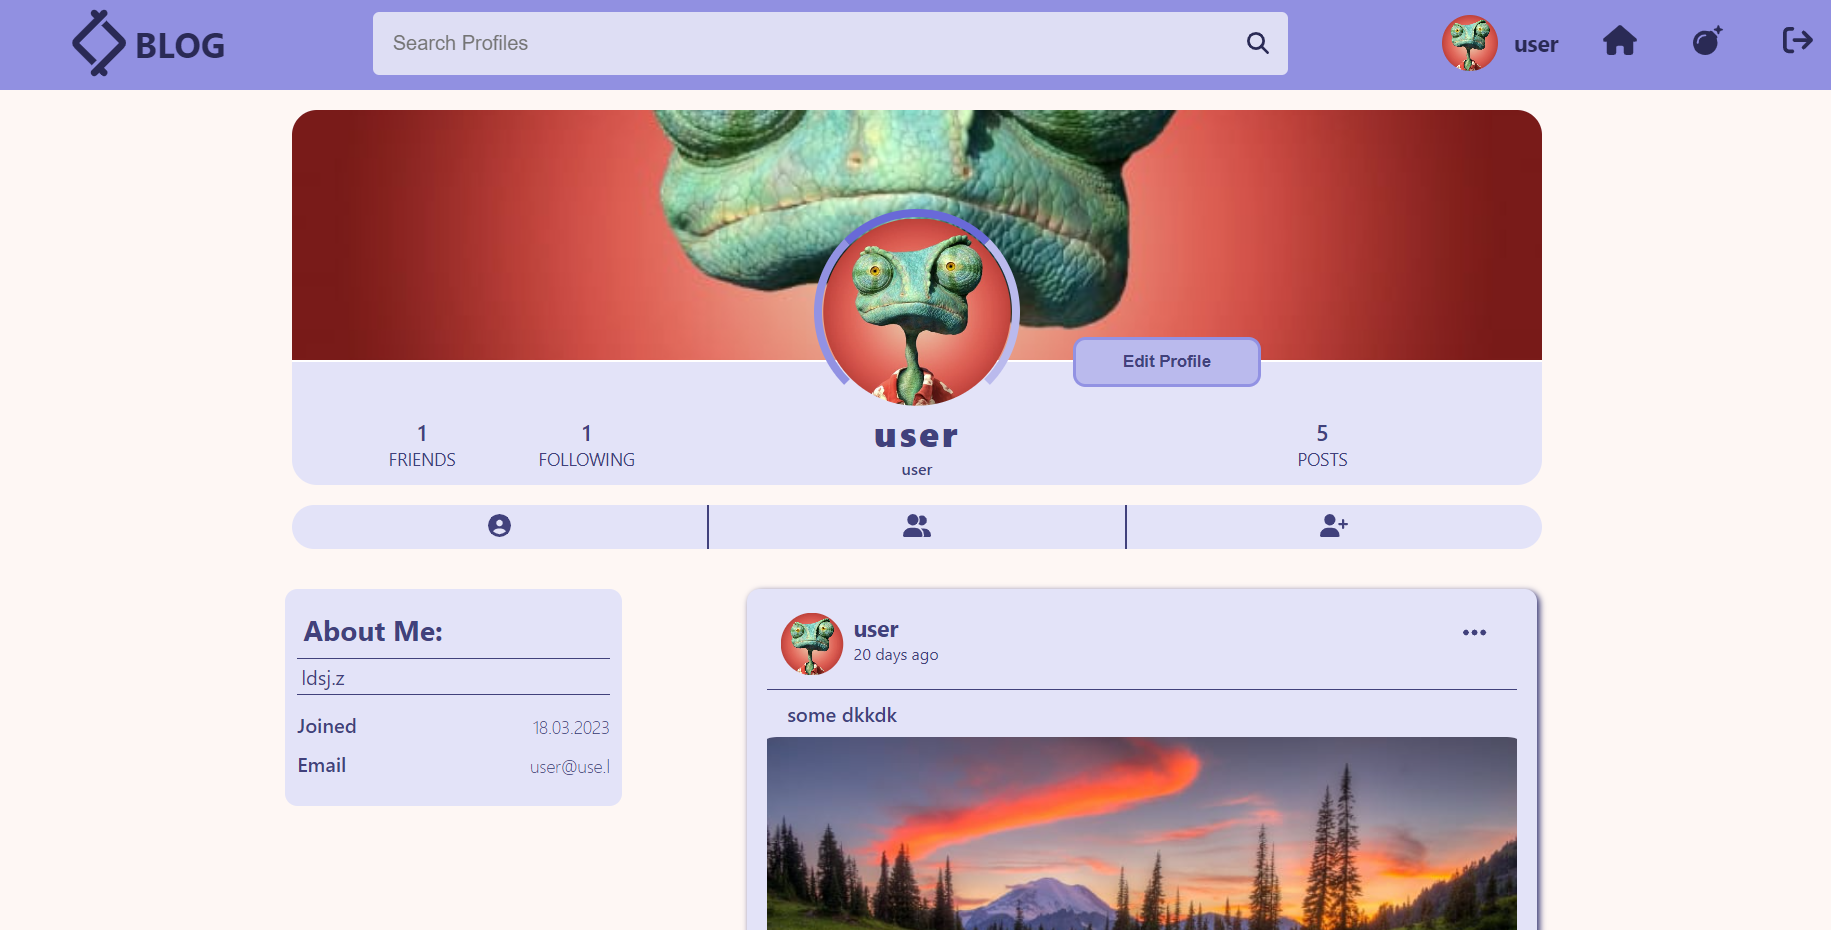 BLOG
Search Profiles
user
Edit Profile
1
FRIENDS
1
FOLLOWING
user
user
5
POSTS
About Me:
ldsj.z
Joined 18.03.2023
Email user@use.l
user
20 days ago
some dkkdk